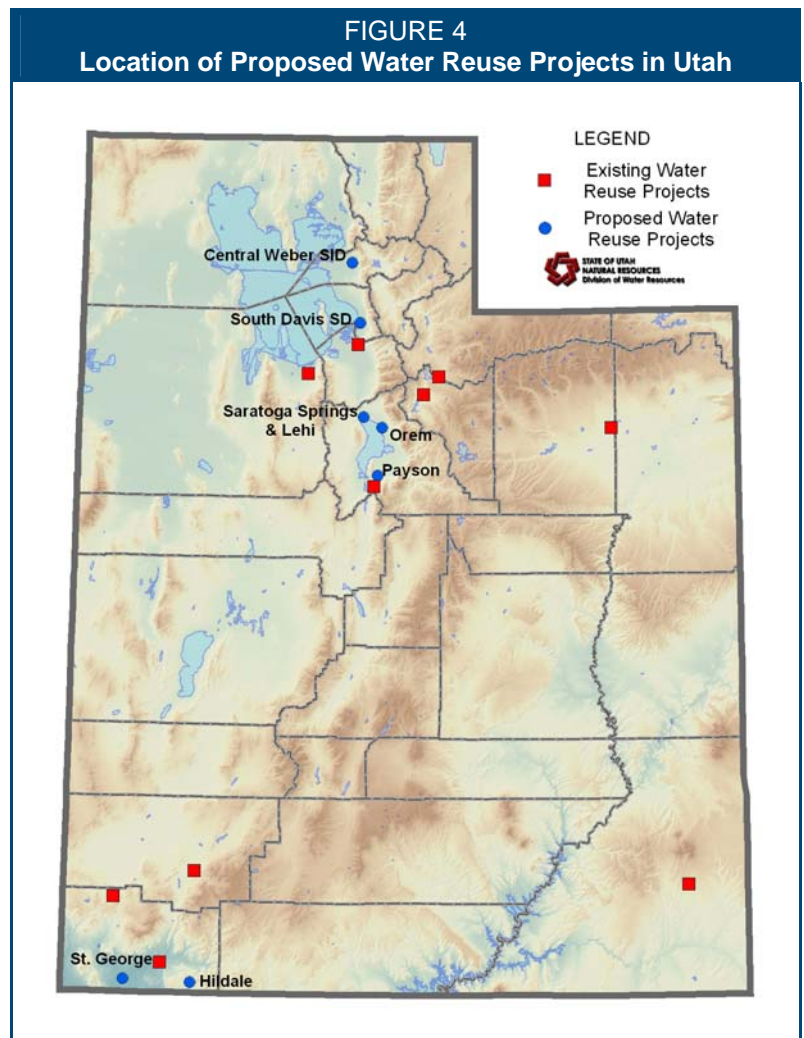 FIGURE 4
Location of Proposed Water Reuse Projects in Utah
LEGEND
Existing Water
Reuse Projects
Proposed Water
Reuse Projects
STATE OF UTAH
NATURAL RESOURCES
Division of Water Resources
Central Weber SID
South Davis SD
Saratoga Springs
& Lehi
Orem
Payson
St. George
Hildale